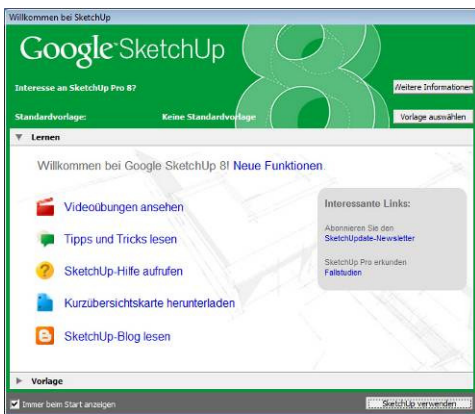 Willkommen bei SketchUp
Google SketchUp
8
Interesse an SketchUp Pro 8?
Weitere Informationen
Standardvorlage: Keine Standardvorlage
Vorlage auswählen
Lernen
Willkommen bei Google SketchUp 8! Neue Funktionen.
Videoübungen ansehen
Tipps und Tricks lesen
SketchUp-Hilfe aufrufen
Kurzübersichtskarte herunterladen
SketchUp-Blog lesen
Interessante Links:
Abonnieren Sie den
SketchUpdate-Newsletter
SketchUp Pro erkunden
Fallstudien
Vorlage
Immer beim Start anzeigen
SketchUp verwenden